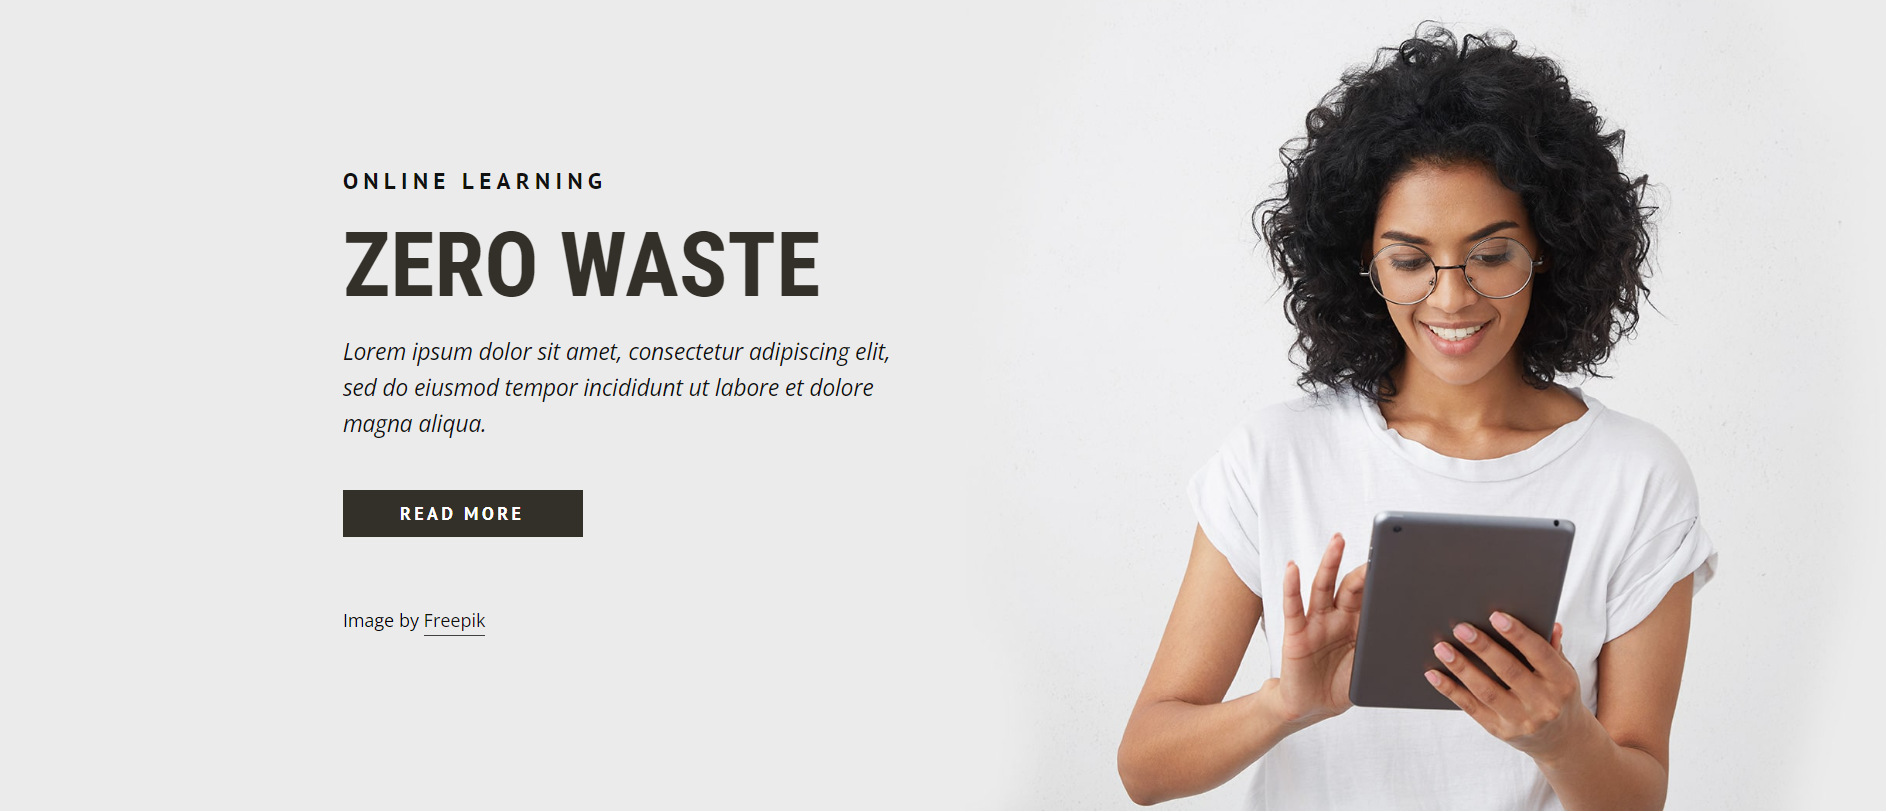 ONLINE LEARNING
ZERO WASTE
Lorem ipsum dolor sit amet, consectetur adipiscing elit,
sed do eiusmod tempor incididunt ut labore et dolore
magna aliqua.
READ MORE
Image by Freepik